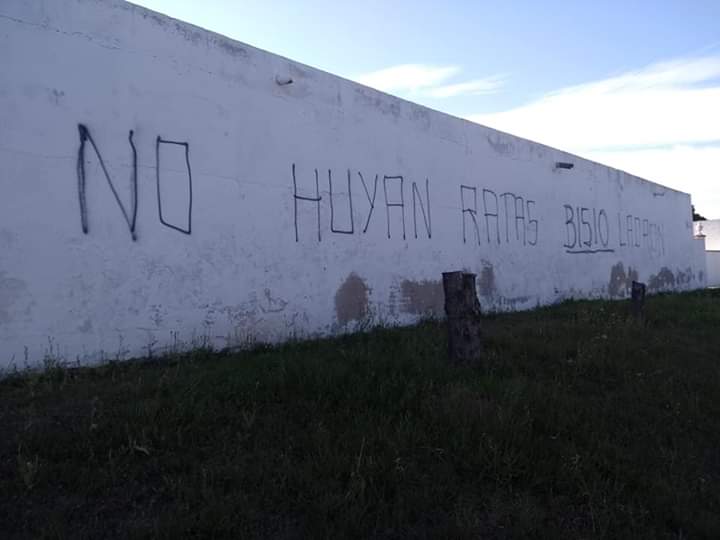 NO HUYAN RATAS BISIO LADRON